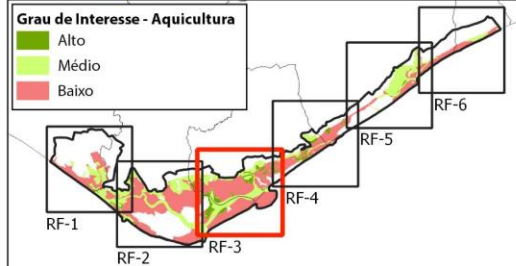 Grau de Interesse - Aquicultura
Alto
Médio
Baixo
RF-6
RF-5
RF-4
RF-1
RF-3
RF-2